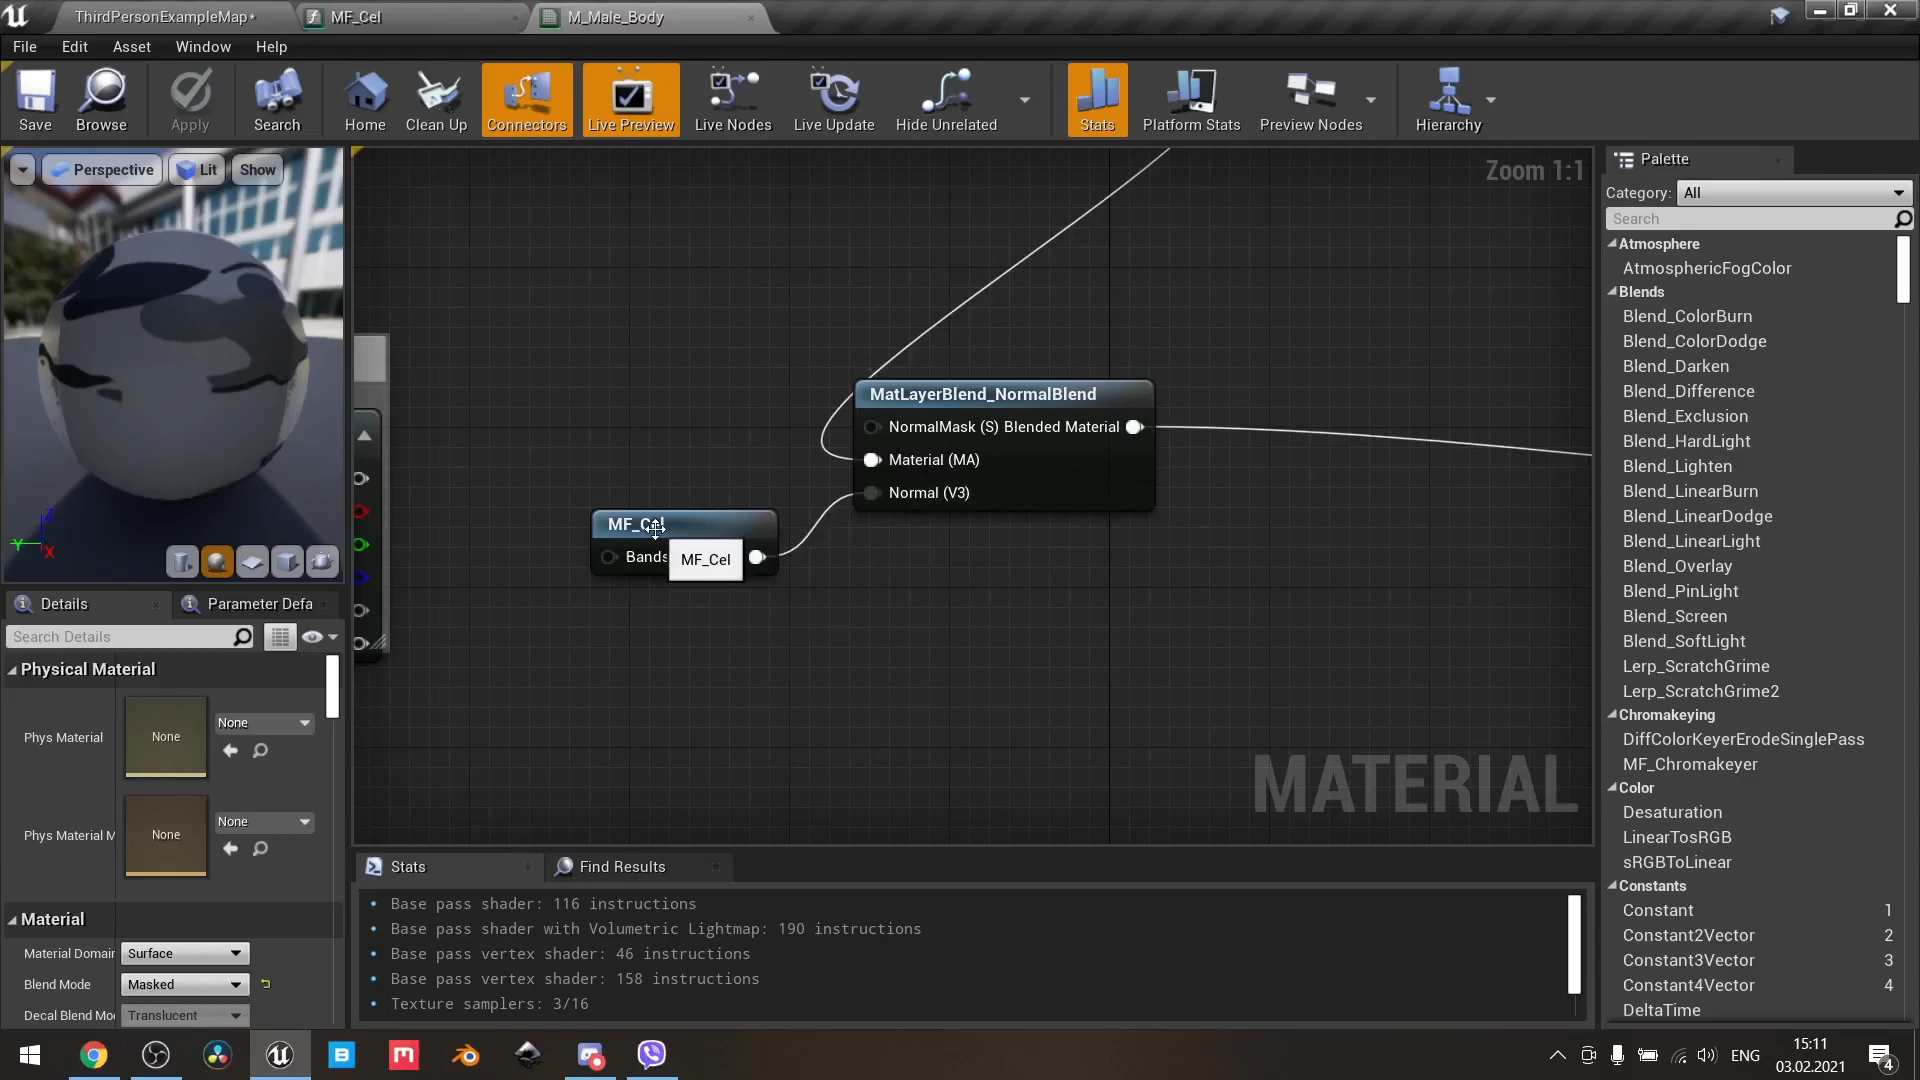 ThirdPersonExampleMap*
MF_Cel
M_Male_Body
File Edit Asset Window Help
Save
Browse
Apply
Search
Home
Clean Up
Connectors
Live Preview
Live Nodes
Live Update
Hide Unrelated
Stats
Platform Stats
Preview Nodes
Hierarchy
Perspective
Lit
Show
Z
Y
X
Zoom 1:1
MatLayerBlend_NormalBlend
NormalMask (S) Blended Material
Material (MA)
Normal (V3)
MF_Cel
Bands
MF_Cel
MATERIAL
Details
Parameter Defa
Search Details
Physical Material
Phys Material
None
None
Phys Material M
None
None
Material
Material Domain
Surface
Blend Mode
Masked
Decal Blend Mo
Translucent
Stats
Find Results
Base pass shader: 116 instructions
Base pass shader with Volumetric Lightmap: 190 instructions
Base pass vertex shader: 46 instructions
Base pass vertex shader: 158 instructions
Texture samplers: 3/16
Palette
Category: All
Search
Atmosphere
AtmosphericFogColor
Blends
Blend_ColorBurn
Blend_ColorDodge
Blend_Darken
Blend_Difference
Blend_Exclusion
Blend_HardLight
Blend_Lighten
Blend_LinearBurn
Blend_LinearDodge
Blend_LinearLight
Blend_Overlay
Blend_PinLight
Blend_Screen
Blend_SoftLight
Lerp_ScratchGrime
Lerp_ScratchGrime2
Chromakeying
DiffColorKeyerErodeSinglePass
MF_Chromakeyer
Color
Desaturation
LinearTosRGB
sRGBToLinear
Constants
Constant 1
Constant2Vector 2
Constant3Vector 3
Constant4Vector 4
DeltaTime
ENG
15:11
03.02.2021
4